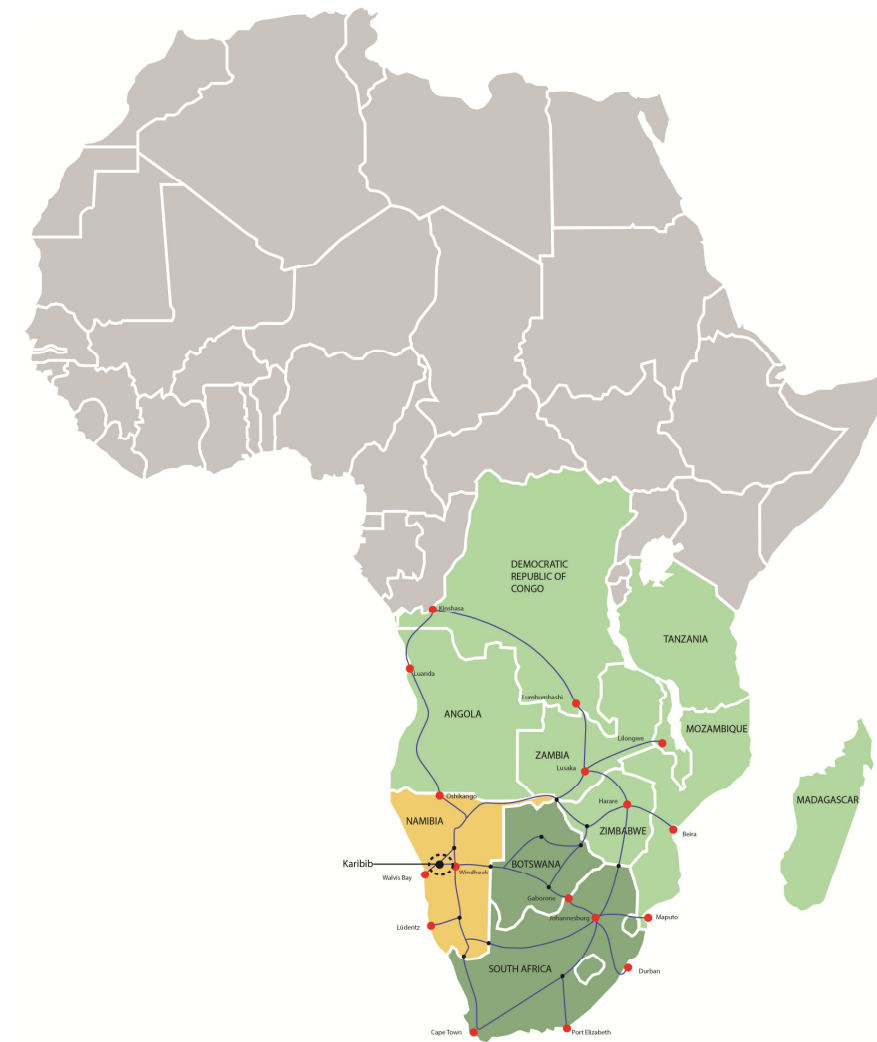 DEMOCRATIC
REPUBLIC OF
CONGO
Kinshasa
TANZANIA
Luanda
Lumbumbashi
ANGOLA
MOZAMBIQUE
Lilongwe
ZAMBIA
Lusaka
Oshikango
MADAGASCAR
Harare
NAMIBIA
ZIMBABWE
Beira
Karibib
BOTSWANA
Windhoek
Walvis Bay
Gaborone
Johannesburg
Maputo
Lüderitz
SOUTH AFRICA
Durban
Cape Town
Port Elizabeth